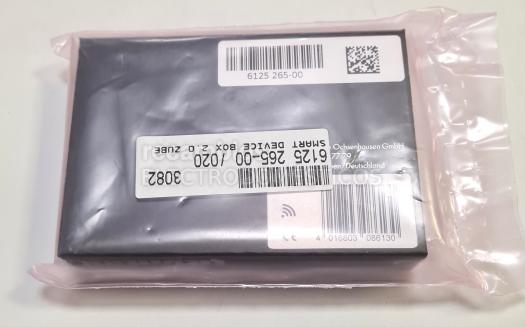 6125 265-00
Ochsenhausen GmbH
Deutschland
6125 265-00 /020
SMART DEVICE BOX 2.0 ZUBE
3082
4 016803 086130